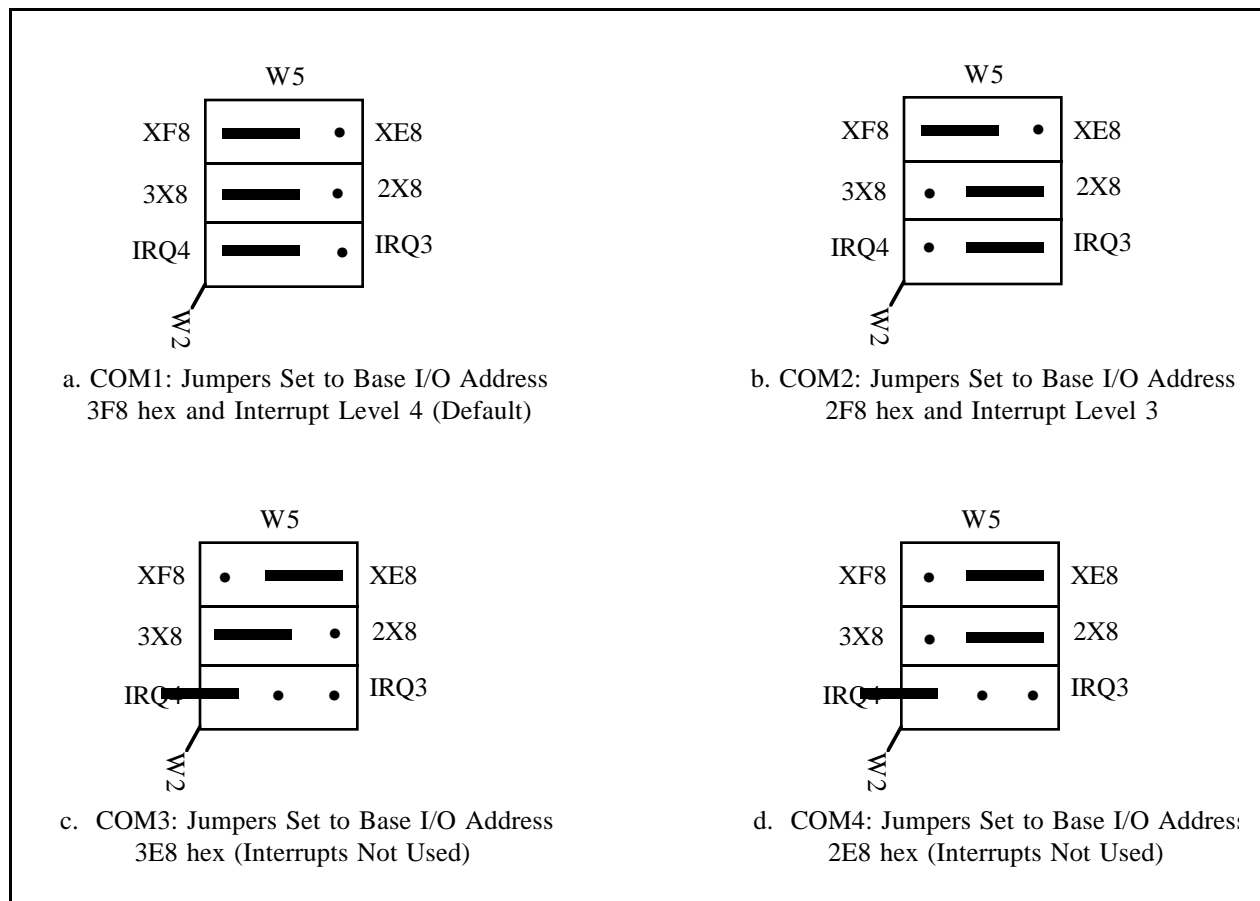 W5
XF8 XE8
3X8 2X8
IRQ4 IRQ3
W2
a. COM1: Jumpers Set to Base I/O Address
3F8 hex and Interrupt Level 4 (Default)
W5
XF8 XE8
3X8 2X8
IRQ4 IRQ3
W2
b. COM2: Jumpers Set to Base I/O Address
2F8 hex and Interrupt Level 3
W5
XF8 XE8
3X8 2X8
IRQ4 IRQ3
W2
c. COM3: Jumpers Set to Base I/O Address
3E8 hex (Interrupts Not Used)
W5
XF8 XE8
3X8 2X8
IRQ4 IRQ3
W2
d. COM4: Jumpers Set to Base I/O Address
2E8 hex (Interrupts Not Used)